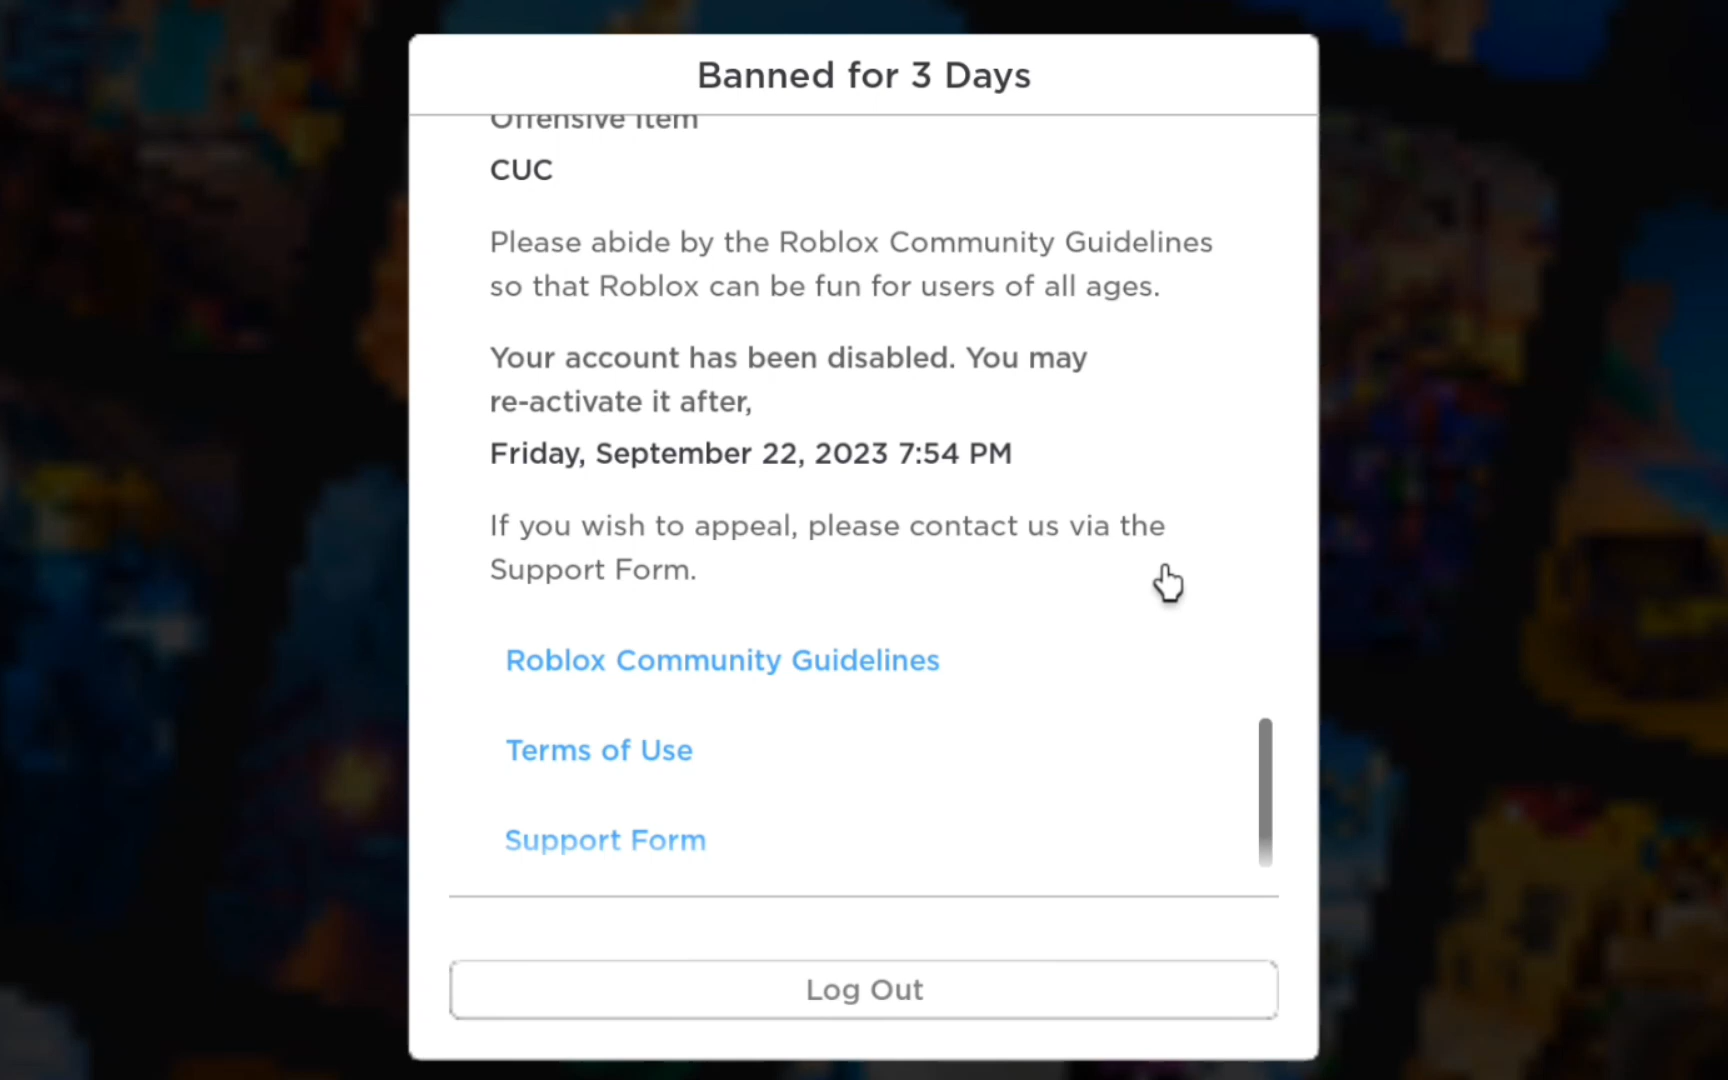 Banned for 3 Days
Offensive Item
CUC
Please abide by the Roblox Community Guidelines
so that Roblox can be fun for users of all ages.
Your account has been disabled. You may
re-activate it after,
Friday, September 22, 2023 7:54 PM
If you wish to appeal, please contact us via the
Support Form.
Roblox Community Guidelines
Terms of Use
Support Form
Log Out